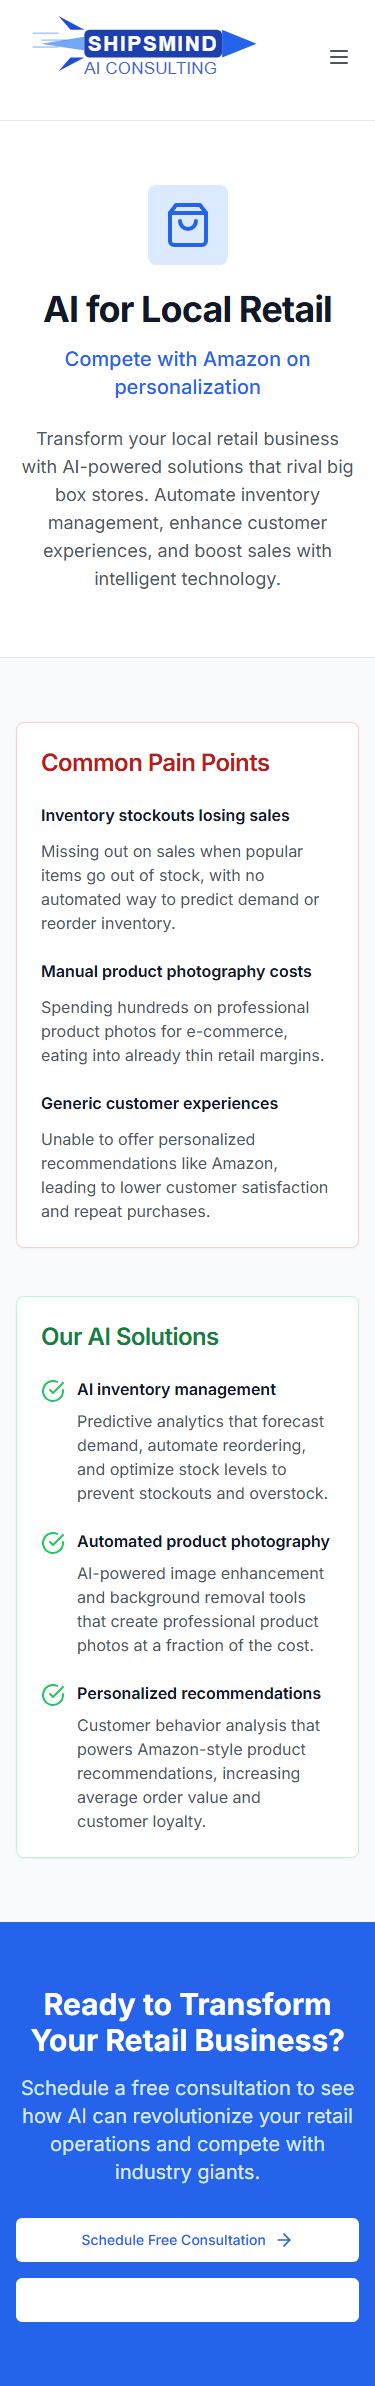 SHIPSMIND
AI CONSULTING
AI for Local Retail
Compete with Amazon on
personalization
Transform your local retail business
with AI-powered solutions that rival big
box stores. Automate inventory
management, enhance customer
experiences, and boost sales with
intelligent technology.
Common Pain Points
Inventory stockouts losing sales
Missing out on sales when popular
items go out of stock, with no
automated way to predict demand or
reorder inventory.
Manual product photography costs
Spending hundreds on professional
product photos for e-commerce,
eating into already thin retail margins.
Generic customer experiences
Unable to offer personalized
recommendations like Amazon,
leading to lower customer satisfaction
and repeat purchases.
Our AI Solutions
AI inventory management
Predictive analytics that forecast
demand, automate reordering,
and optimize stock levels to
prevent stockouts and overstock.
Automated product photography
AI-powered image enhancement
and background removal tools
that create professional product
photos at a fraction of the cost.
Personalized recommendations
Customer behavior analysis that
powers Amazon-style product
recommendations, increasing
average order value and
customer loyalty.
Ready to Transform
Your Retail Business?
Schedule a free consultation to see
how AI can revolutionize your retail
operations and compete with
industry giants.
Schedule Free Consultation